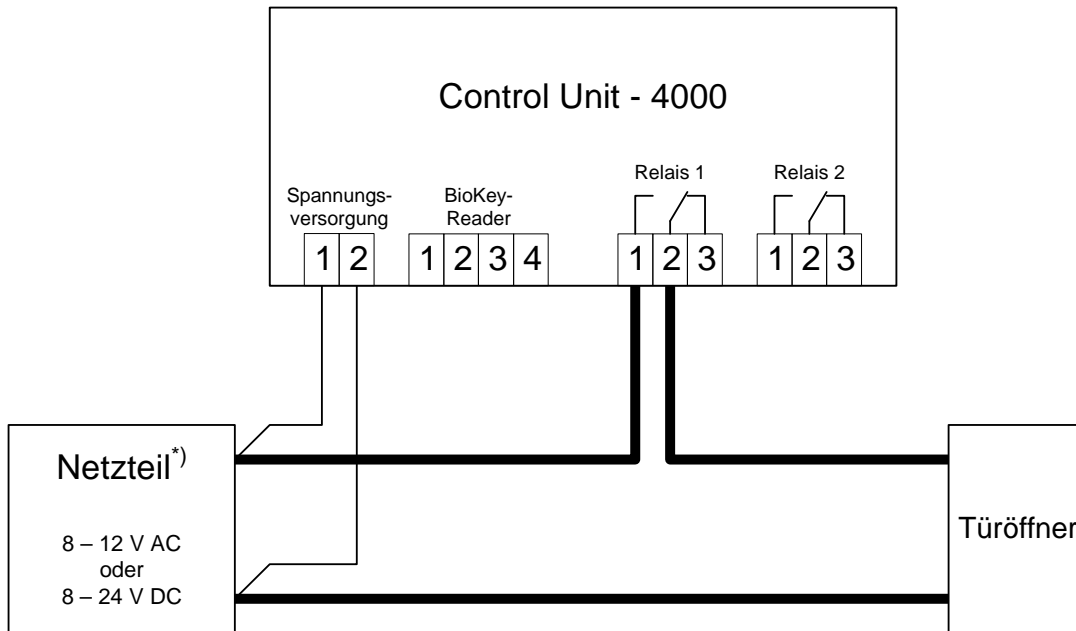 Control Unit - 4000
Relais 1
Relais 2
Spannungs-
versorgung
BioKey-
Reader
1 2
1 2 3 4
1 2 3
1 2 3
Netzteil*)
8 – 12 V AC
oder
8 – 24 V DC
Türöffner